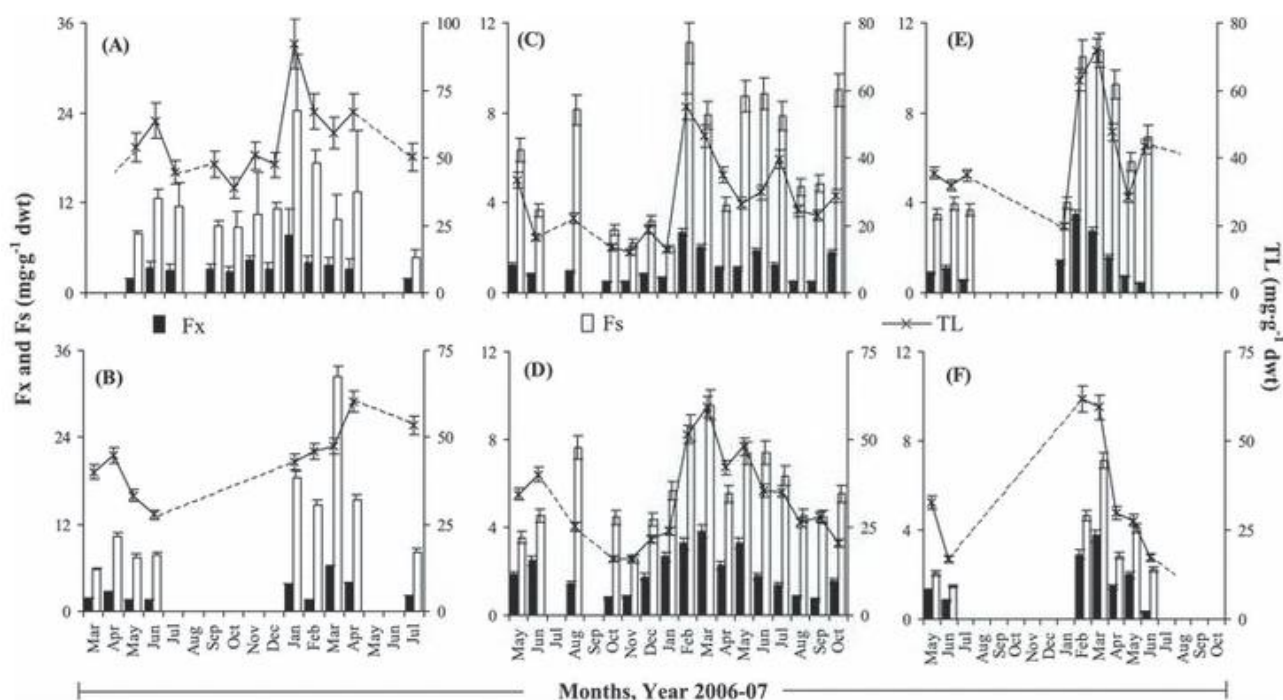 36 100 12 80 12 80
(A) (C) (E)
24 75 8 60 8 60
50 40 40
12 25 4 20 4 20
0 0 0 0 0 0
Fx and Fs (mg·g-1 dwt)
TL (mg·g-1 dwt)
Fx Fs TL
36 75 12 75 12 75
(B) (D) (F)
24 50 8 50 8 50
12 25 4 25 4 25
0 0 0 0 0 0
Mar Apr May Jun Jul Aug Sep Oct Nov Dec Jan Feb Mar Apr May Jun Jul
May Jun Jul Aug Sep Oct Nov Dec Jan Feb Mar Apr May Jun Jul Aug Sep Oct
May Jun Jul Aug Sep Oct Nov Dec Jan Feb Mar Apr May Jun Jul Aug Sep Oct
Months, Year 2006-07